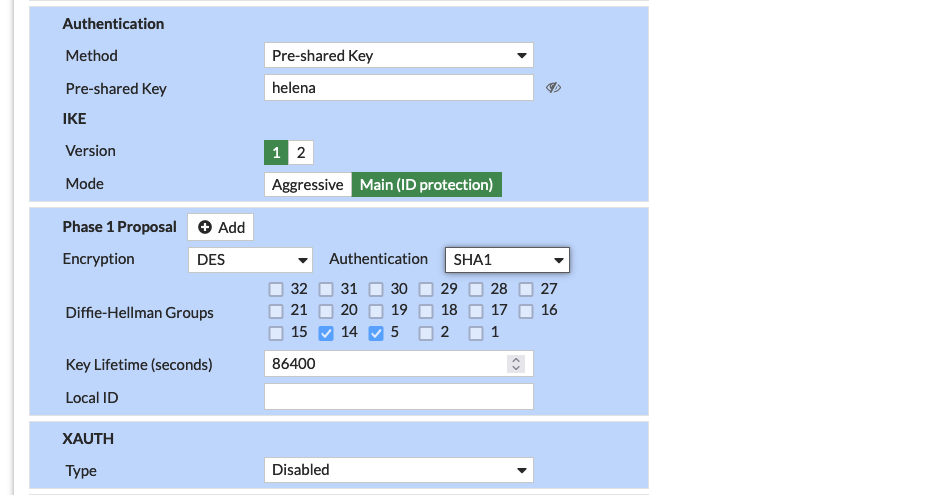 Authentication
Method Pre-shared Key
Pre-shared Key helena
IKE
Version 1 2
Mode Aggressive Main (ID protection)
Phase 1 Proposal Add
Encryption DES Authentication SHA1
32 31 30 29 28 27
Diffie-Hellman Groups 21 20 19 18 17 16
15 14 5 2 1
Key Lifetime (seconds) 86400
Local ID
XAUTH
Type Disabled